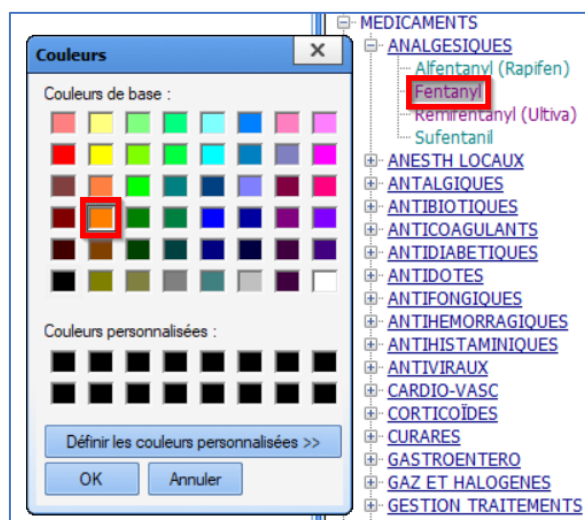 Couleurs
Couleurs de base :
Couleurs personnalisées :
Définir les couleurs personnalisées >>
OK
Annuler
MEDICAMENTS
ANALGESIQUES
Alfentanyl (Rapifen)
Fentanyl
Remifentanyl (Ultiva)
Sufentanil
ANESTH LOCAUX
ANTALGIQUES
ANTIBIOTIQUES
ANTICOAGULANTS
ANTIDIABETIQUES
ANTIDOTES
ANTIFONGIQUES
ANTIHEMORRAGIQUES
ANTIHISTAMINIQUES
ANTIVIRAUX
CARDIO-VASC
CORTICOÏDES
CURARES
GASTROENTERO
GAZ ET HALOGENES
GESTION TRAITEMENTS